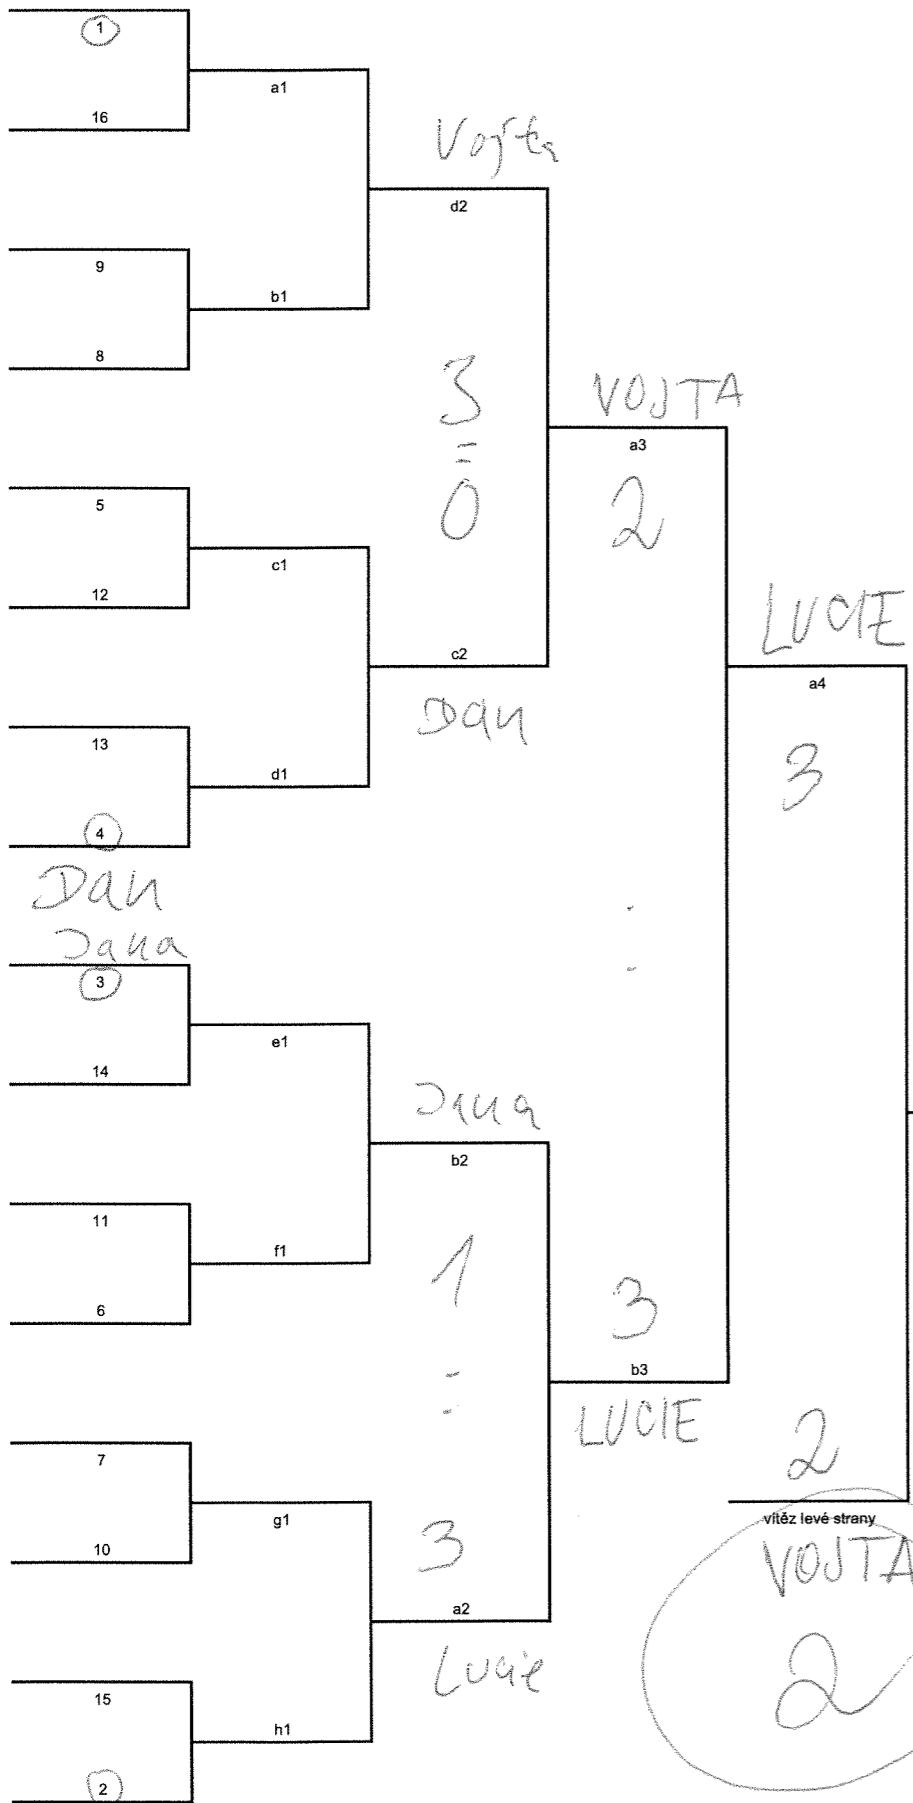 1
a1
16
Vojta
d2
9
b1
8
3
=
0
VOJTA
a3
2
5
c1
12
LUCIE
c2
a4
Dan
3
13
d1
4
Dan
Jana
:
3
e1
14
Jana
b2
11
f1
1
6
3
:
b3
LUCIE
2
7
g1
vítěz levé strany
10
3
VOJTA
a2
Lucie
2
15
h1
2